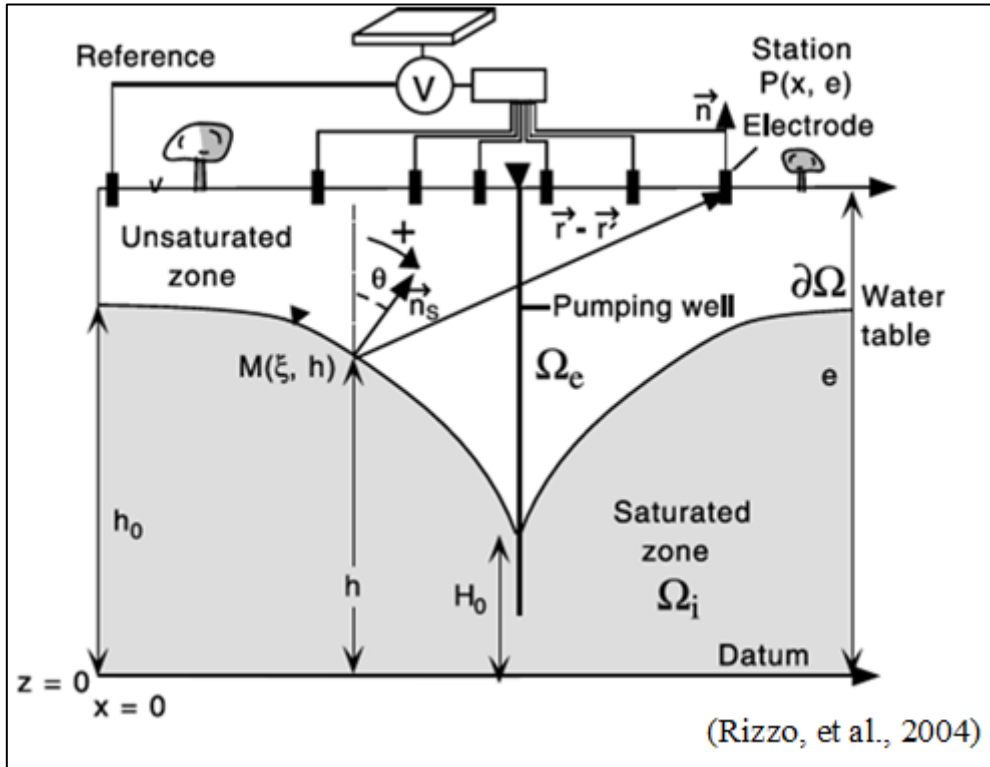 Reference
V
Station
P(x, e)
Electrode
n
v
Unsaturated
zone
+
θ
n_s
r - r'
Pumping well
∂Ω
Water
table
M(ξ, h)
Ω_e
e
h_0
h
H_0
Saturated
zone
Ω_i
Datum
z = 0
x = 0
(Rizzo, et al., 2004)